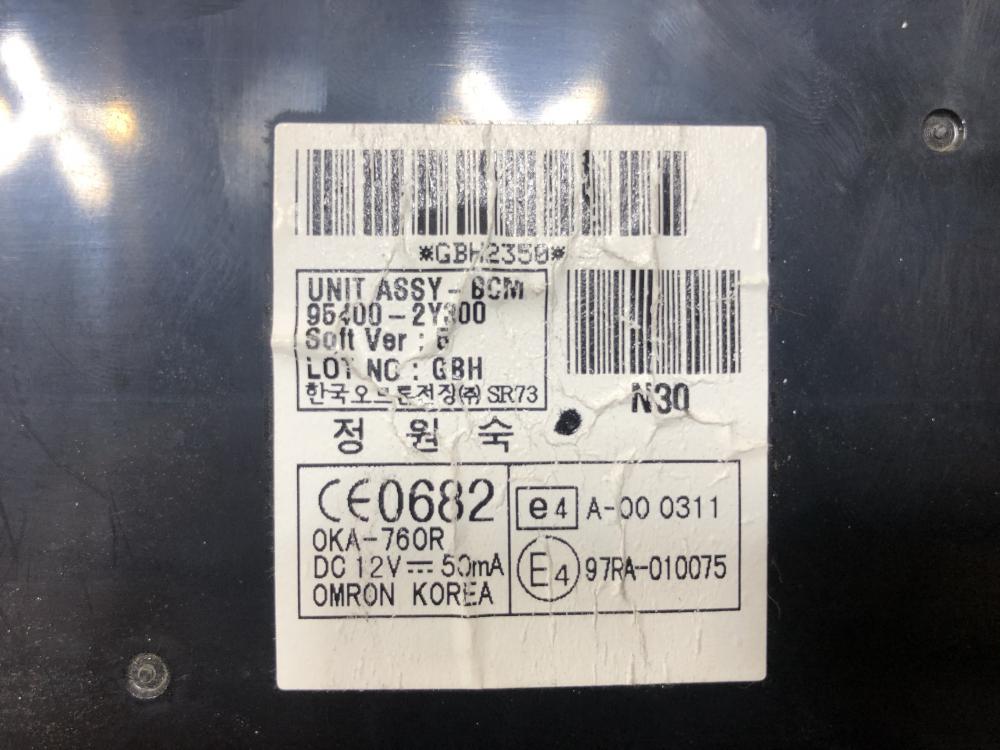 *GBH2350*
UNIT ASSY - BCM
95400-2Y300
Soft Ver :
LOT NO : GBH
한국오므론전장㈜ SR73
N30
정 원 숙
CE0682
OKA-760R
DC 12V⎓50mA
OMRON KOREA
e4 A-00 0311
E4 97RA-010075